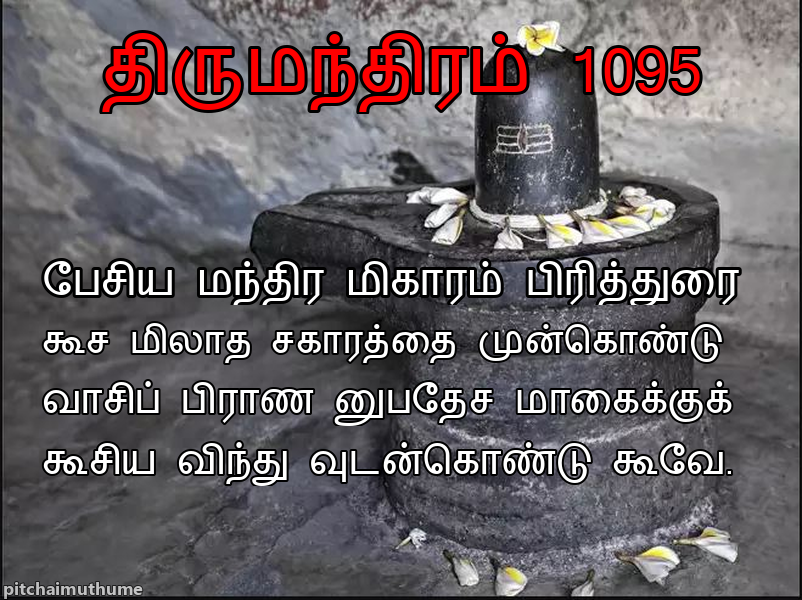 திருமந்திரம் 1095
பேசிய மந்திர மிகாரம் பிரித்துரை
கூச மிலாத சகாரத்தை முன்கொண்டு
வாசிப் பிராண னுபதேச மாகைக்குக்
கூசிய விந்து வுடன்கொண்டு கூவே.
pitchaimuthume